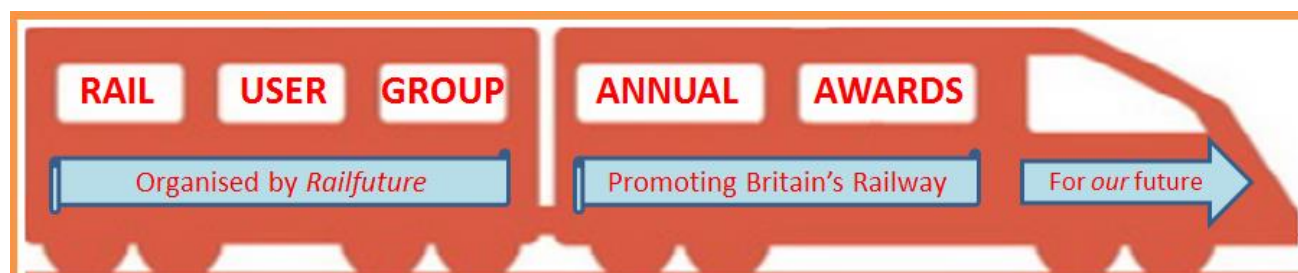 RAIL USER GROUP ANNUAL AWARDS
Organised by Railfuture Promoting Britain's Railway For our future